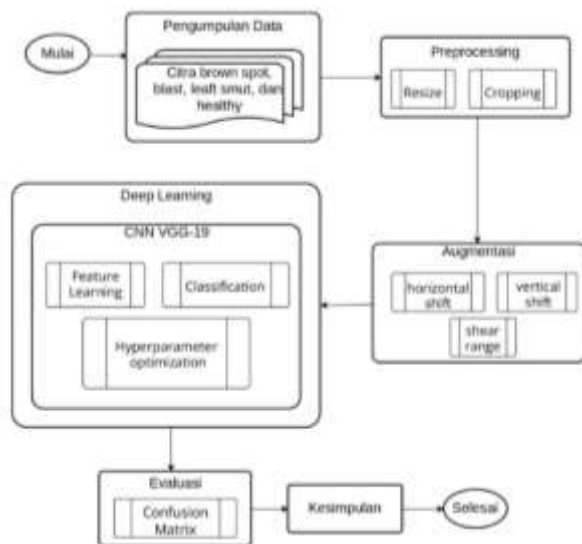 Mulai
Pengumpulan Data
Citra brown spot,
blast, leaft smut, dan
healthy
Preprocessing
Resize
Cropping
Augmentasi
horizontal
shift
vertical
shift
shear
range
Deep Learning
CNN VGG-19
Feature
Learning
Classification
Hyperparameter
optimization
Evaluasi
Confusion
Matrix
Kesimpulan
Selesai